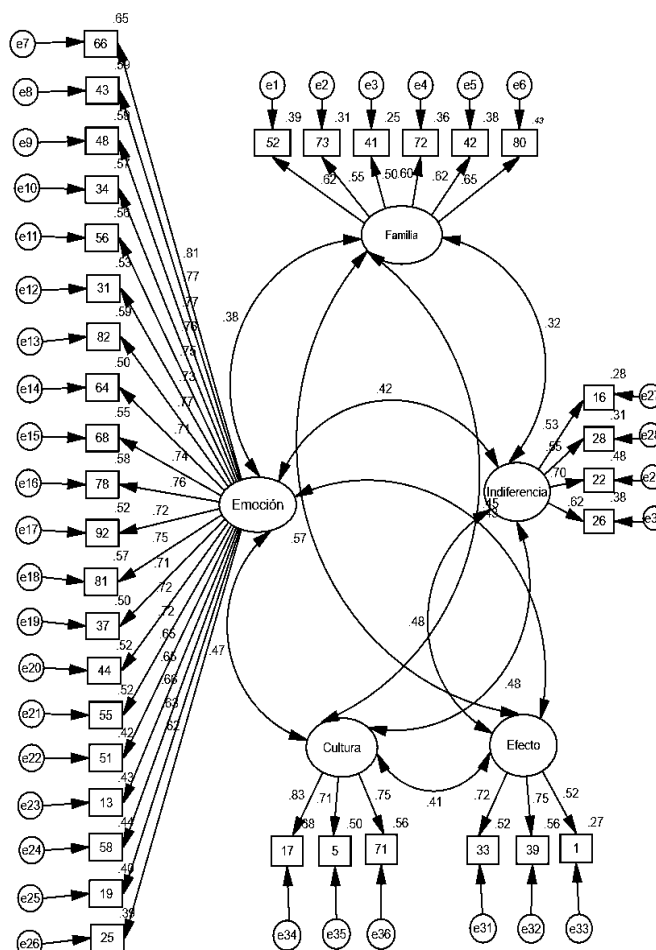 .65
e7 66
.59
e8 43
.58
e9 48
.57
e10 34
.56
e11 56
.53
e12 31
.59
e13 82
.50
e14 64
.55
e15 68
.58
e16 78
.52
e17 92
.57
e18 81
.50
e19 37
.52
e20 44
.52
e21 55
.42
e22 51
.43
e23 13
.44
e24 58
.40
e25 19
.39
e26 25
.81
.77
.77
.76
.75
.73
.77
.71
.74
.76
.72
.75
.71
.72
.72
.65
.65
.66
.63
.62
Emoción
e1 e2 e3 e4 e5 e6
.39 .31 .25 .36 .38 .43
52 73 41 72 42 80
.62 .55 .50 .60 .62 .65
Familia
.38
.32
.42
.57
.48
.48
.47
.41
.45
Indiferencia
.53 .55 .70 .62
.28
16 e27
.31
28 e28
.48
22
.38
26
Cultura
.83 .71 .75
.68 .50 .56
17 5 71
e34 e35 e36
Efecto
.72 .75 .52
.52 .56 .27
33 39 1
e31 e32 e33